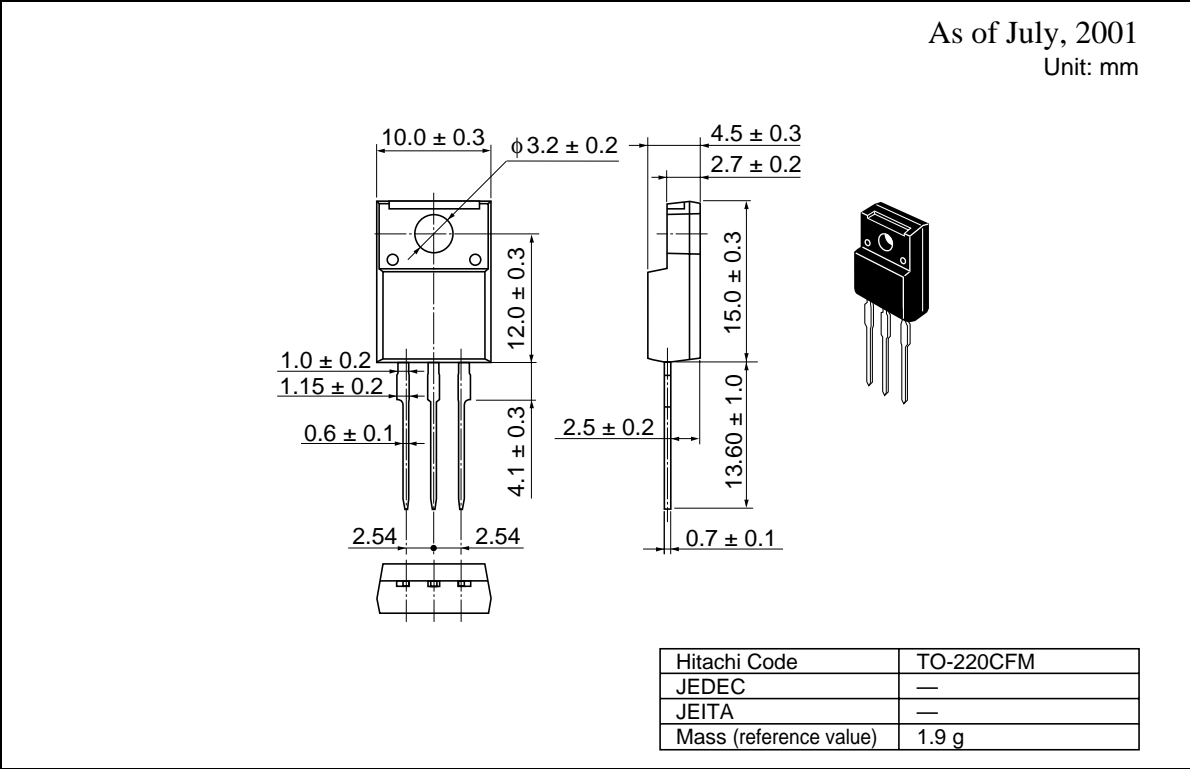 As of July, 2001
Unit: mm
10.0 ± 0.3
ϕ 3.2 ± 0.2
4.5 ± 0.3
2.7 ± 0.2
12.0 ± 0.3
15.0 ± 0.3
1.0 ± 0.2
1.15 ± 0.2
0.6 ± 0.1
4.1 ± 0.3
2.5 ± 0.2
13.60 ± 1.0
2.54
2.54
0.7 ± 0.1
Hitachi Code TO-220CFM
JEDEC —
JEITA —
Mass (reference value) 1.9 g